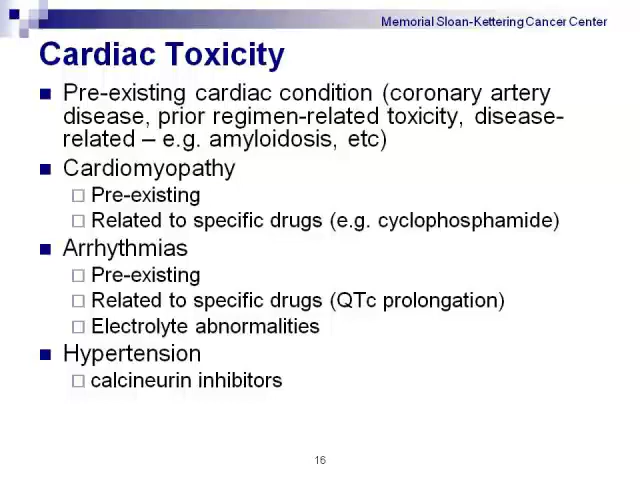 Memorial Sloan-Kettering Cancer Center
Cardiac Toxicity
Pre-existing cardiac condition (coronary artery
disease, prior regimen-related toxicity, disease-
related – e.g. amyloidosis, etc)
Cardiomyopathy
Pre-existing
Related to specific drugs (e.g. cyclophosphamide)
Arrhythmias
Pre-existing
Related to specific drugs (QTc prolongation)
Electrolyte abnormalities
Hypertension
calcineurin inhibitors
16